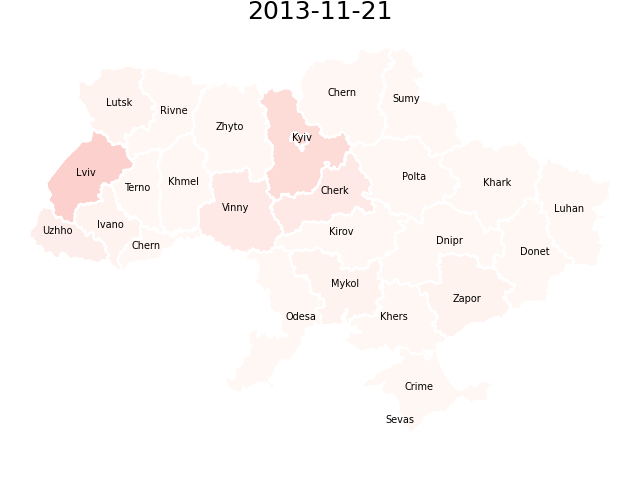 2013-11-21
Chern
Sumy
Lutsk
Rivne
Zhyto
Kyiv
Lviv
Terno
Khmel
Polta
Khark
Cherk
Luhan
Vinny
Uzhho
Ivano
Chern
Kirov
Dnipr
Donet
Mykol
Zapor
Odesa
Khers
Crime
Sevas